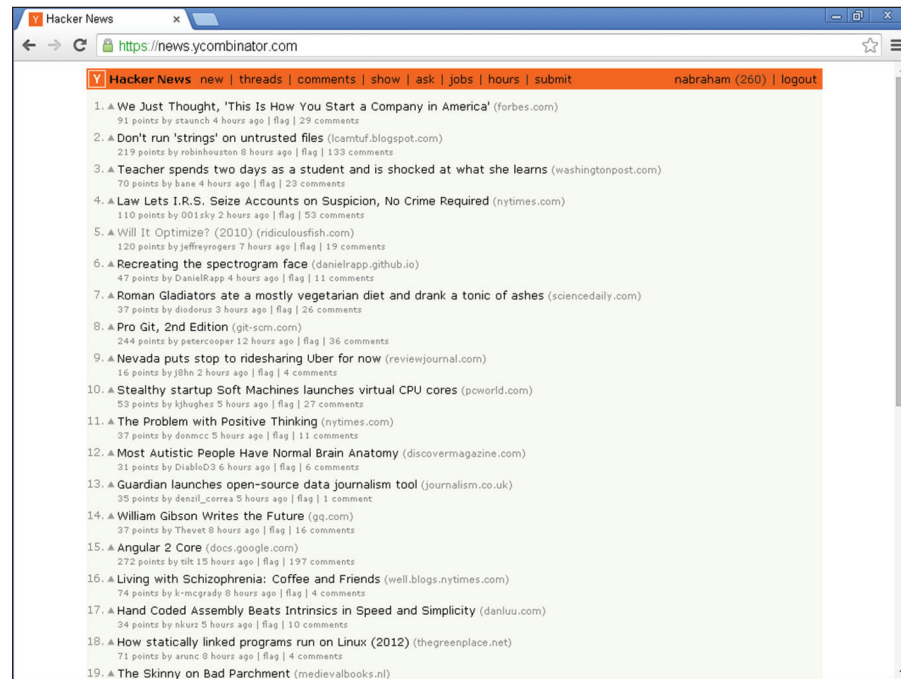 Hacker News
https://news.ycombinator.com
Y Hacker News new | threads | comments | show | ask | jobs | hours | submit nabraham (260) | logout
1. We Just Thought, 'This Is How You Start a Company in America' (forbes.com)
91 points by staunch 4 hours ago | flag | 29 comments
2. Don't run 'strings' on untrusted files (lcamtuf.blogspot.com)
219 points by robinhouston 8 hours ago | flag | 133 comments
3. Teacher spends two days as a student and is shocked at what she learns (washingtonpost.com)
70 points by bane 4 hours ago | flag | 23 comments
4. Law Lets I.R.S. Seize Accounts on Suspicion, No Crime Required (nytimes.com)
110 points by 001sky 2 hours ago | flag | 53 comments
5. Will It Optimize? (2010) (ridiculousfish.com)
120 points by jeffreyrogers 7 hours ago | flag | 19 comments
6. Recreating the spectrogram face (danielrapp.github.io)
47 points by DanielRapp 4 hours ago | flag | 11 comments
7. Roman Gladiators ate a mostly vegetarian diet and drank a tonic of ashes (sciencedaily.com)
37 points by diodorus 3 hours ago | flag | 26 comments
8. Pro Git, 2nd Edition (git-scm.com)
244 points by petercooper 12 hours ago | flag | 36 comments
9. Nevada puts stop to ridesharing Uber for now (reviewjournal.com)
16 points by j8hn 2 hours ago | flag | 4 comments
10. Stealthy startup Soft Machines launches virtual CPU cores (pcworld.com)
53 points by kjhughes 5 hours ago | flag | 27 comments
11. The Problem with Positive Thinking (nytimes.com)
37 points by donmcc 5 hours ago | flag | 11 comments
12. Most Autistic People Have Normal Brain Anatomy (discovermagazine.com)
31 points by DiabloD3 6 hours ago | flag | 6 comments
13. Guardian launches open-source data journalism tool (journalism.co.uk)
35 points by denzil_correa 5 hours ago | flag | 1 comment
14. William Gibson Writes the Future (gq.com)
37 points by Thevet 8 hours ago | flag | 16 comments
15. Angular 2 Core (docs.google.com)
272 points by tilt 15 hours ago | flag | 197 comments
16. Living with Schizophrenia: Coffee and Friends (well.blogs.nytimes.com)
74 points by k-mcgrady 8 hours ago | flag | 4 comments
17. Hand Coded Assembly Beats Intrinsics in Speed and Simplicity (danluu.com)
34 points by nkurz 5 hours ago | flag | 10 comments
18. How statically linked programs run on Linux (2012) (thegreenplace.net)
71 points by arunc 8 hours ago | flag | 4 comments
19. The Skinny on Bad Parchment (medievalbooks.nl)